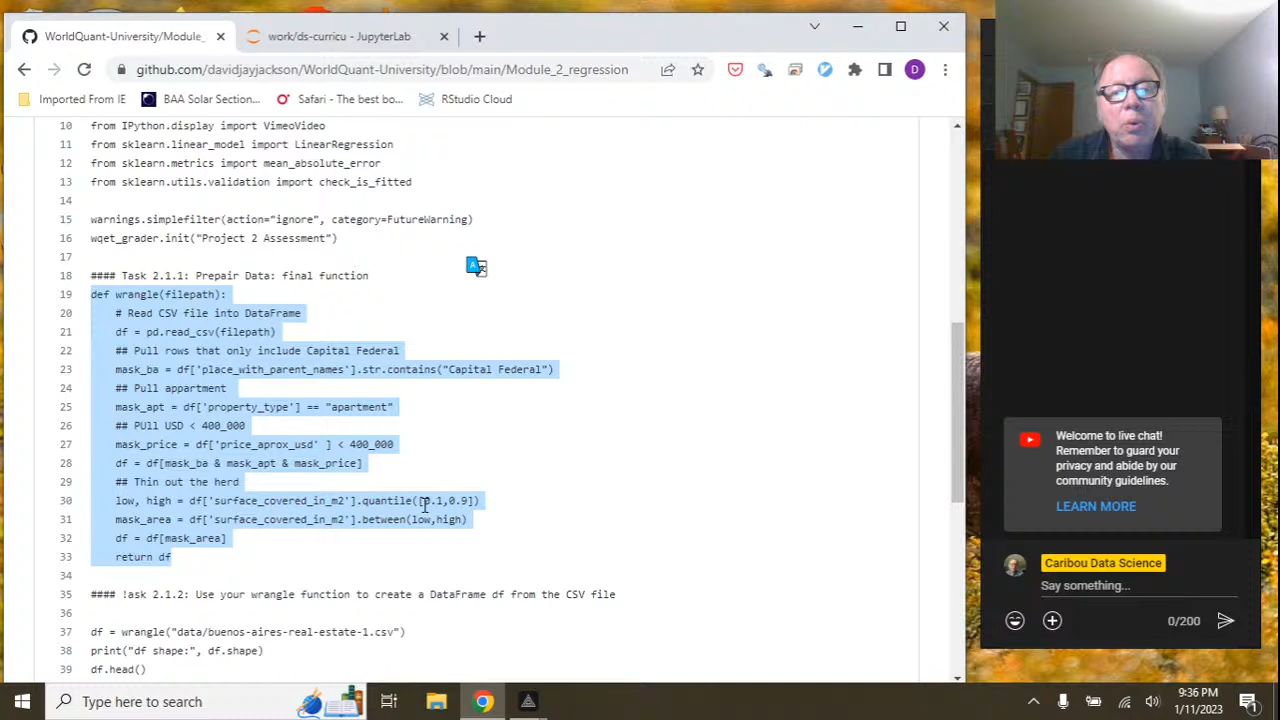 WorldQuant-University/Module_
work/ds-curricu - JupyterLab
github.com/davidjayjackson/WorldQuant-University/blob/main/Module_2_regression
D
Imported From IE
BAA Solar Section...
Safari - The best bo...
RStudio Cloud
10 from IPython.display import VimeoVideo
11 from sklearn.linear_model import LinearRegression
12 from sklearn.metrics import mean_absolute_error
13 from sklearn.utils.validation import check_is_fitted
14
15 warnings.simplefilter(action="ignore", category=FutureWarning)
16 wqet_grader.init("Project 2 Assessment")
17
18 #### Task 2.1.1: Prepair Data: final function
19 def wrangle(filepath):
20 # Read CSV file into DataFrame
21 df = pd.read_csv(filepath)
22 ## Pull rows that only include Capital Federal
23 mask_ba = df['place_with_parent_names'].str.contains("Capital Federal")
24 ## Pull appartment
25 mask_apt = df['property_type'] == "apartment"
26 ## PUll USD < 400_000
27 mask_price = df['price_aprox_usd' ] < 400_000
28 df = df[mask_ba & mask_apt & mask_price]
29 ## Thin out the herd
30 low, high = df['surface_covered_in_m2'].quantile([0.1,0.9])
31 mask_area = df['surface_covered_in_m2'].between(low,high)
32 df = df[mask_area]
33 return df
34
35 #### !ask 2.1.2: Use your wrangle function to create a DataFrame df from the CSV file
36
37 df = wrangle("data/buenos-aires-real-estate-1.csv")
38 print("df shape:", df.shape)
39 df.head()
Welcome to live chat!
Remember to guard your
privacy and abide by our
community guidelines.
LEARN MORE
Caribou Data Science
Say something...
0/200
Type here to search
9:36 PM
1/11/2023
1